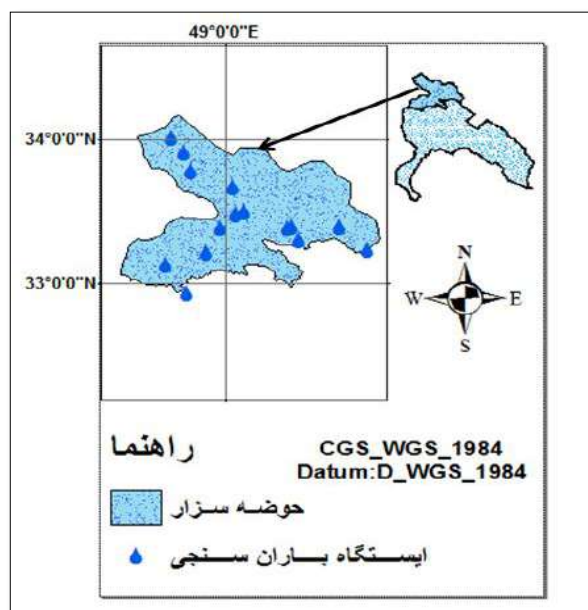 49°0'0"E
34°0'0"N
33°0'0"N
N
W E
S
راهنما
CGS_WGS_1984
Datum:D_WGS_1984
حوضه سزار
ایستگاه باران سنجی